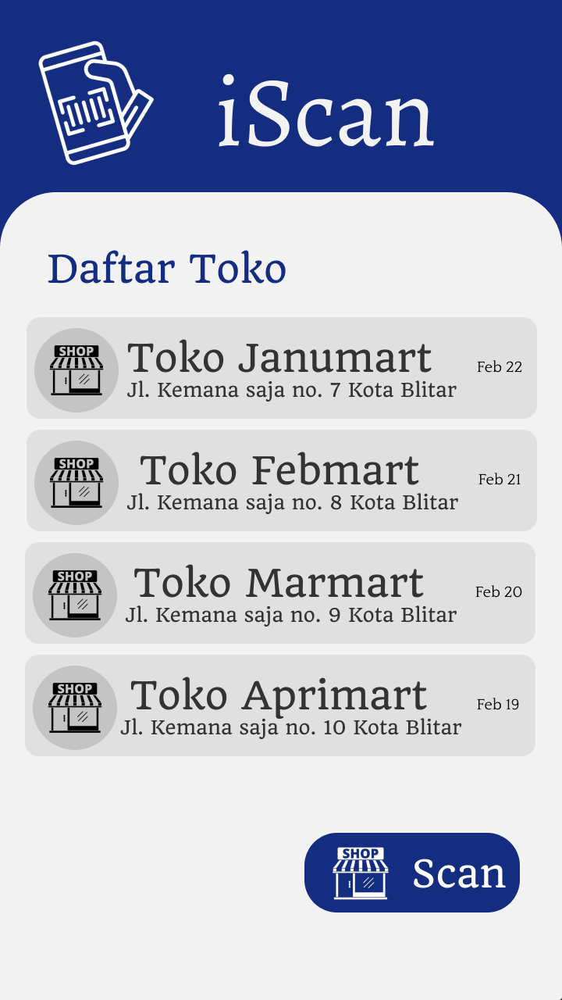 iScan
Daftar Toko
SHOP
Toko Janumart
Jl. Kemana saja no. 7 Kota Blitar
Feb 22
SHOP
Toko Febmart
Jl. Kemana saja no. 8 Kota Blitar
Feb 21
SHOP
Toko Marmart
Jl. Kemana saja no. 9 Kota Blitar
Feb 20
SHOP
Toko Aprimart
Jl. Kemana saja no. 10 Kota Blitar
Feb 19
SHOP
Scan